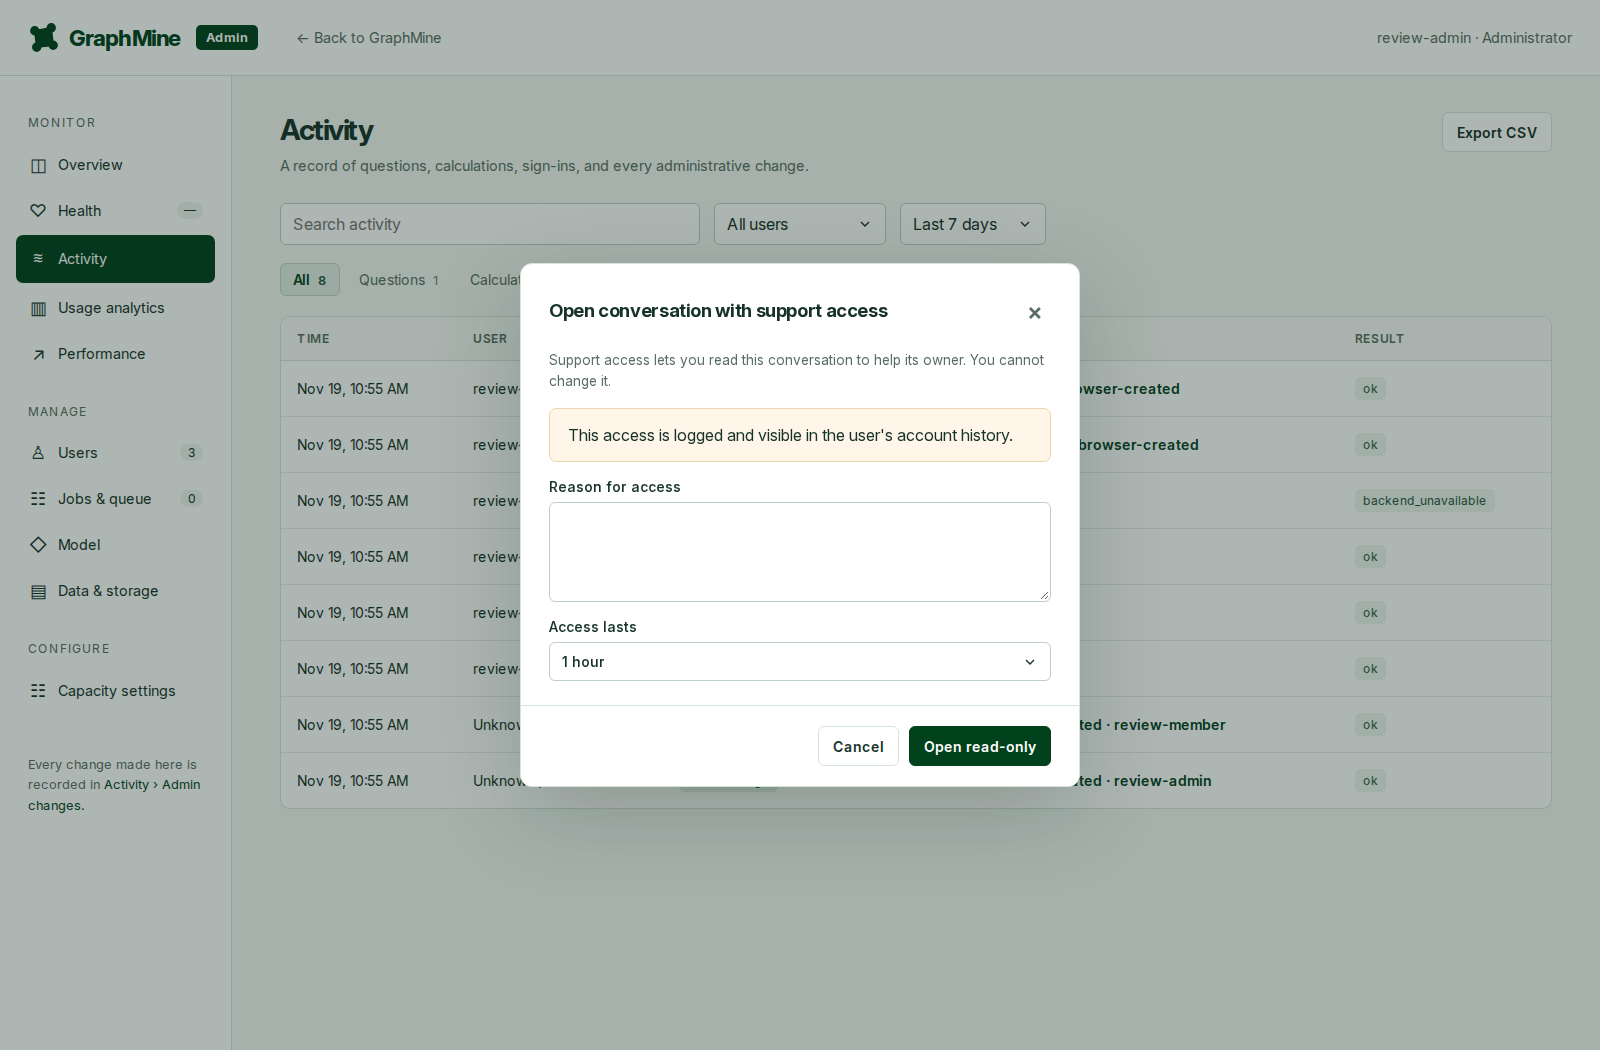 GraphMine Admin ← Back to GraphMine review-admin · Administrator
MONITOR
Overview
Health —
Activity
Usage analytics
Performance
MANAGE
Users 3
Jobs & queue 0
Model
Data & storage
CONFIGURE
Capacity settings
Every change made here is
recorded in Activity › Admin
changes.
Activity
Export CSV
A record of questions, calculations, sign-ins, and every administrative change.
Search activity All users Last 7 days
All 8 Questions 1
TIME USER RESULT
Nov 19, 10:55 AM ok
Nov 19, 10:55 AM browser-created ok
Nov 19, 10:55 AM backend_unavailable
Nov 19, 10:55 AM ok
Nov 19, 10:55 AM ok
Nov 19, 10:55 AM ok
Nov 19, 10:55 AM · review-member ok
Nov 19, 10:55 AM · review-admin ok
Open conversation with support access ×
Support access lets you read this conversation to help its owner. You cannot
change it.
This access is logged and visible in the user's account history.
Reason for access
Access lasts
1 hour
Cancel Open read-only